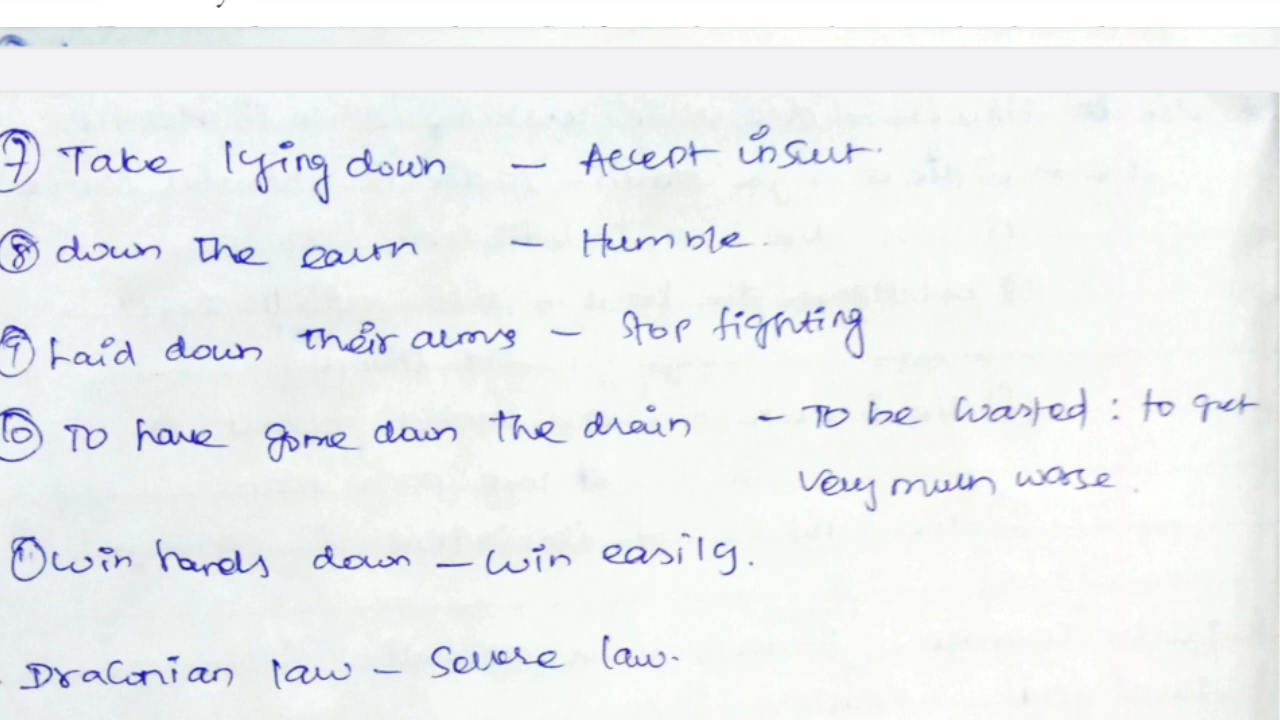 ⑦ Take lying down – Accept insult.
⑧ down the earth – Humble.
⑨ Laid down their arms – Stop fighting
⑩ To have gone down the drain – To be wasted : to get
very much worse.
⑪ win hands down – win easily.
Draconian law – Severe law.